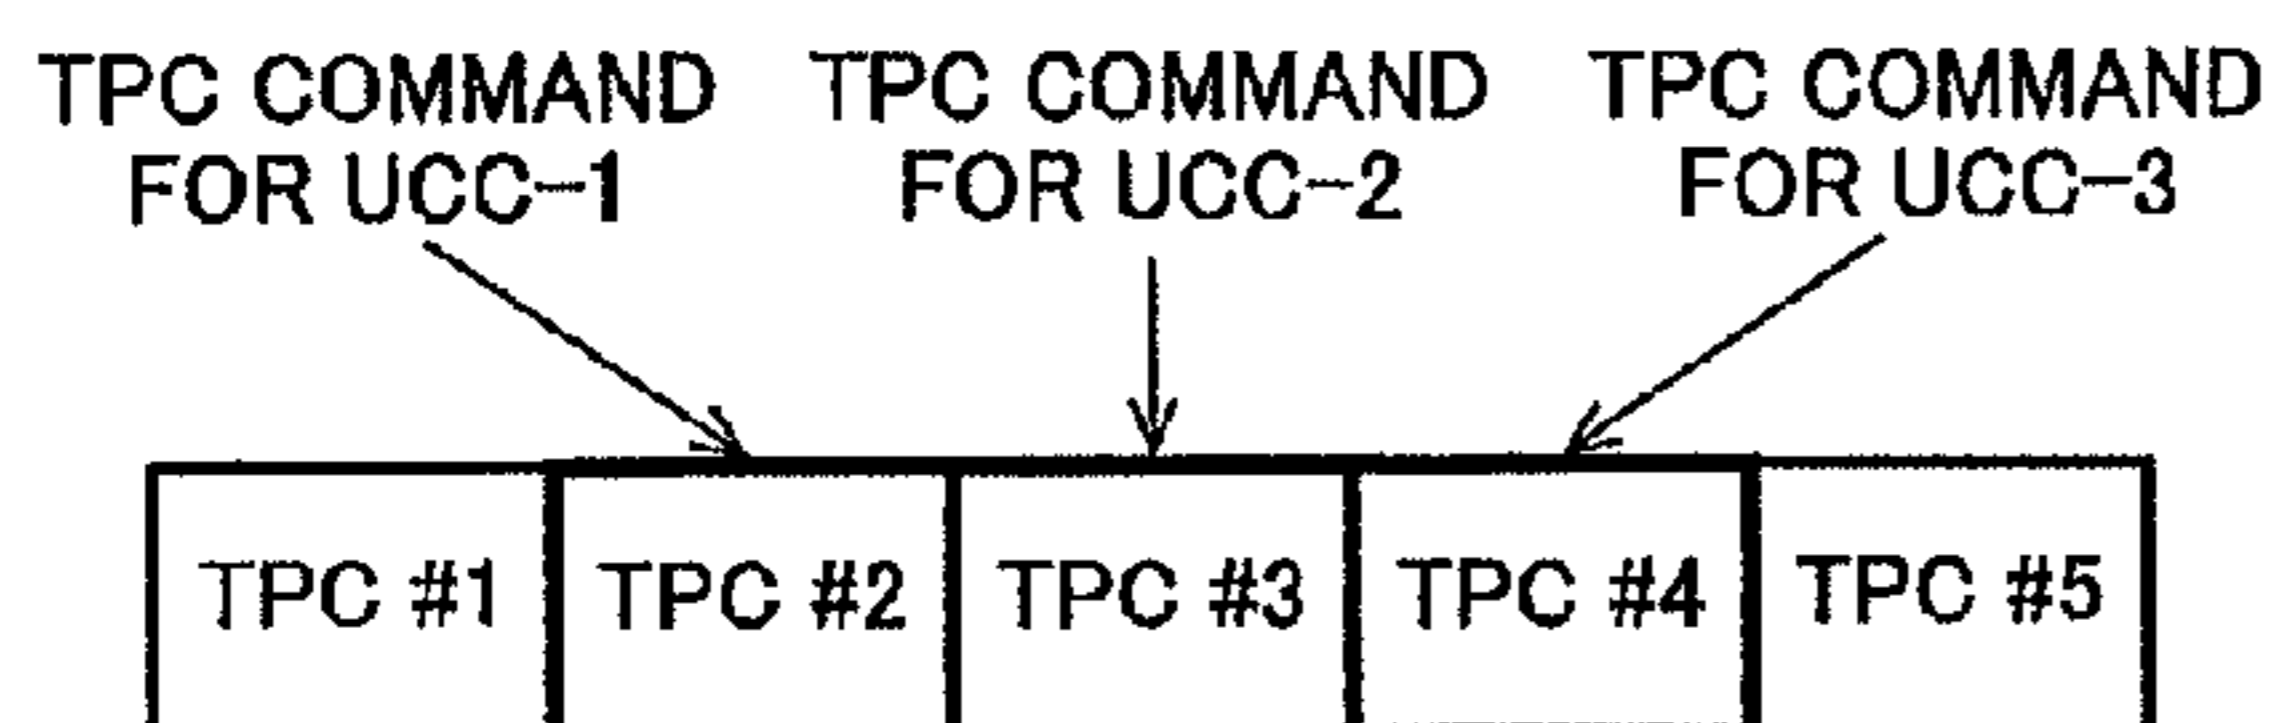 TPC COMMAND
FOR UCC-1
TPC COMMAND
FOR UCC-2
TPC COMMAND
FOR UCC-3
TPC #1
TPC #2
TPC #3
TPC #4
TPC #5